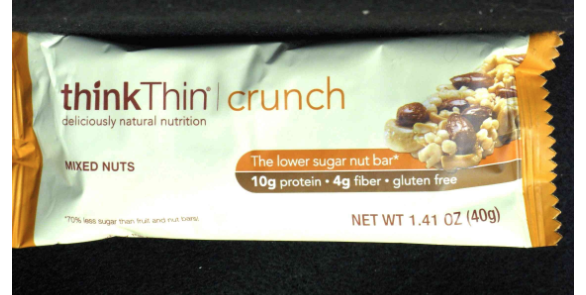 thinkThin® | crunch
deliciously natural nutrition
MIXED NUTS
The lower sugar nut bar*
10g protein • 4g fiber • gluten free
*70% less sugar than fruit and nut bars.
NET WT 1.41 OZ (40g)